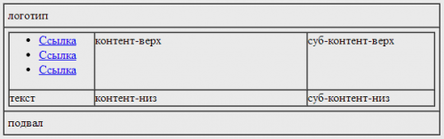 логотип
Ссылка контент-верх суб-контент-верх
Ссылка
Ссылка
текст контент-низ суб-контент-низ
подвал